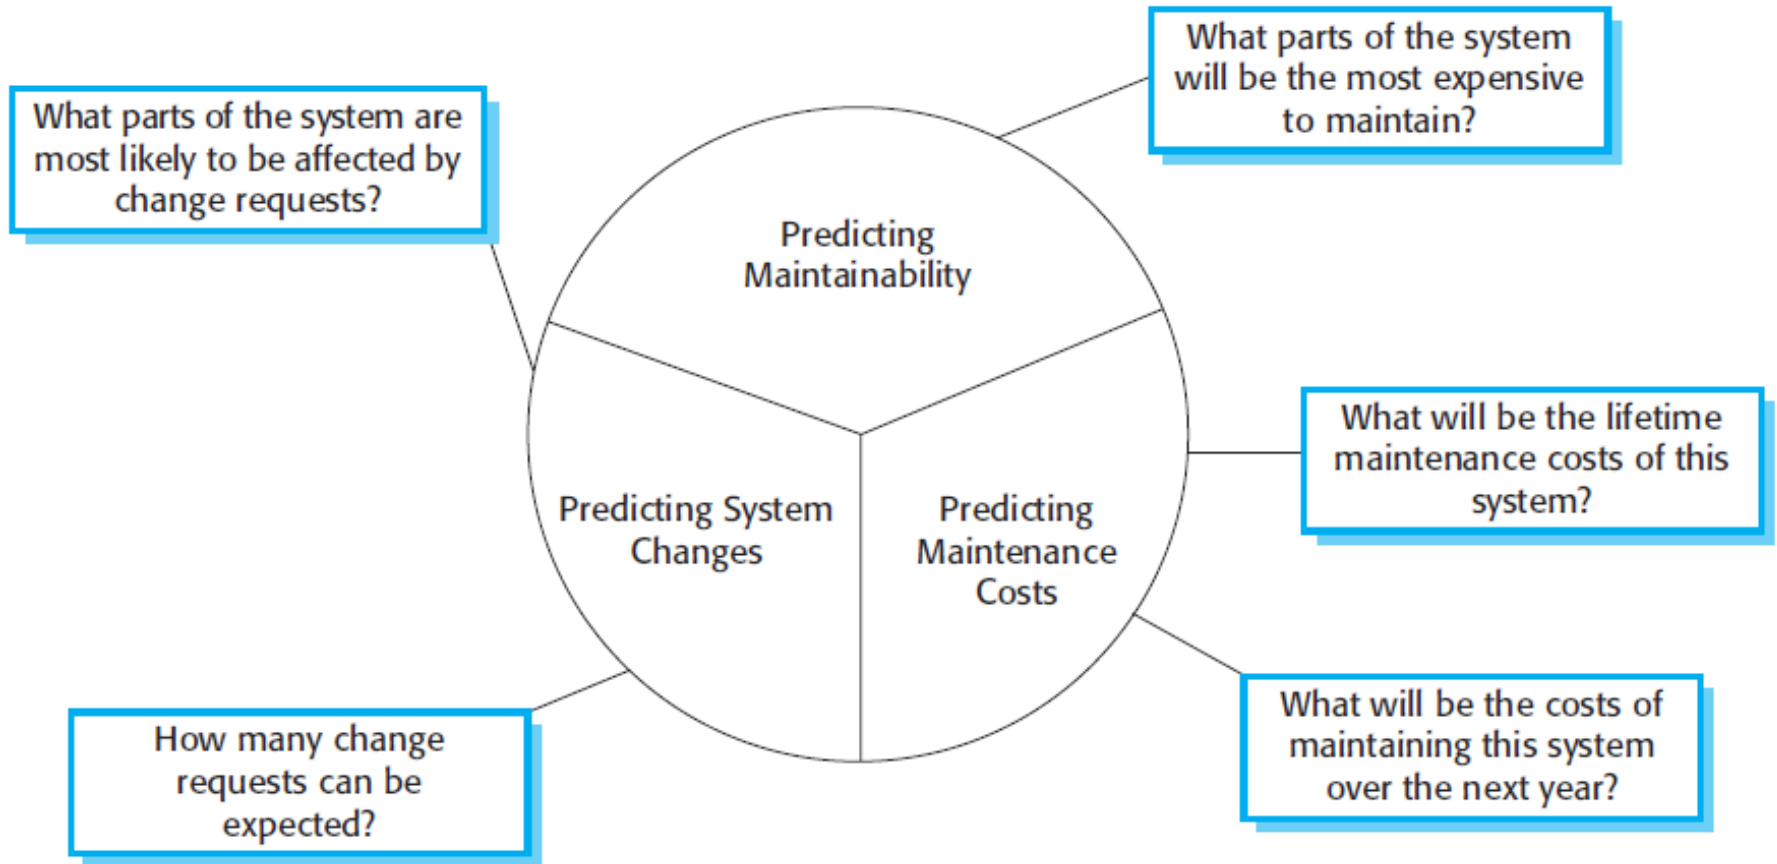 What parts of the system
will be the most expensive
to maintain?
What parts of the system are
most likely to be affected by
change requests?
Predicting
Maintainability
What will be the lifetime
maintenance costs of this
system?
Predicting System
Changes
Predicting
Maintenance
Costs
What will be the costs of
maintaining this system
over the next year?
How many change
requests can be
expected?